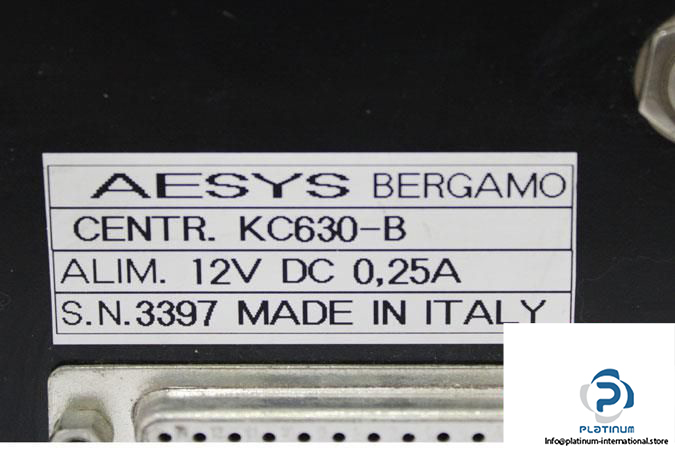 AESYS BERGAMO
CENTR. KC630-B
ALIM. 12V DC 0,25A
S.N.3397 MADE IN ITALY
PLATINUM
Info@platinum-international.store